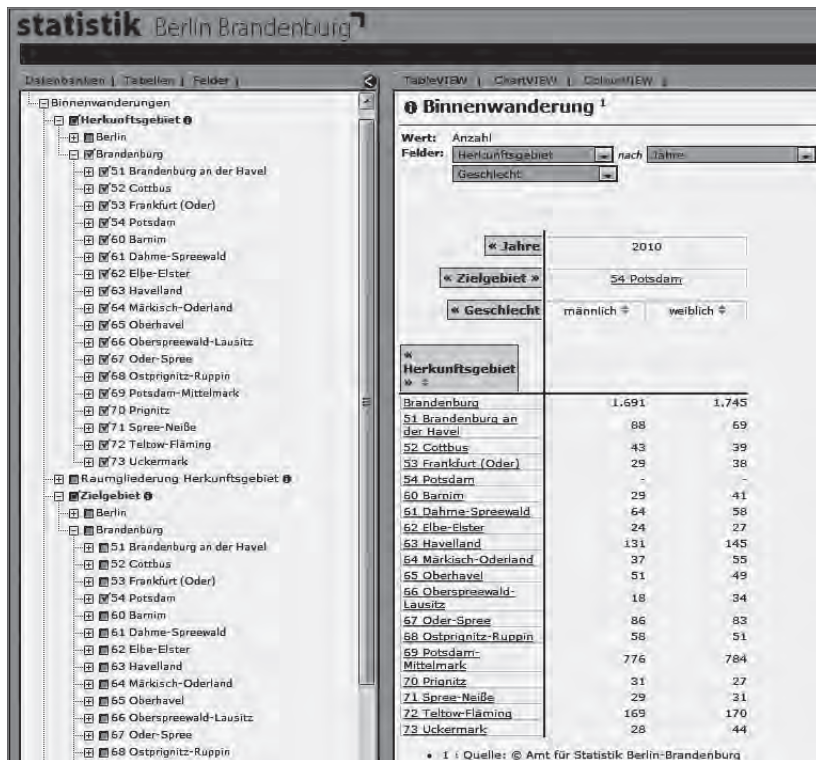 statistik Berlin Brandenburg
Datenbanken | Tabellen | Felder |
Binnenwanderungen
Herkunftsgebiet
Berlin
Brandenburg
51 Brandenburg an der Havel
52 Cottbus
53 Frankfurt (Oder)
54 Potsdam
60 Barnim
61 Dahme-Spreewald
62 Elbe-Elster
63 Havelland
64 Märkisch-Oderland
65 Oberhavel
66 Oberspreewald-Lausitz
67 Oder-Spree
68 Ostprignitz-Ruppin
69 Potsdam-Mittelmark
70 Prignitz
71 Spree-Neiße
72 Teltow-Fläming
73 Uckermark
Raumgliederung Herkunftsgebiet
Zielgebiet
Berlin
Brandenburg
51 Brandenburg an der Havel
52 Cottbus
53 Frankfurt (Oder)
54 Potsdam
60 Barnim
61 Dahme-Spreewald
62 Elbe-Elster
63 Havelland
64 Märkisch-Oderland
65 Oberhavel
66 Oberspreewald-Lausitz
67 Oder-Spree
68 Ostprignitz-Ruppin
TableVIEW | ChartVIEW | ColumnVIEW |
Binnenwanderung 1
Wert: Anzahl
Felder: Herkunftsgebiet nach Jahre
Geschlecht
« Jahre 2010
« Zielgebiet » 54 Potsdam
« Geschlecht männlich weiblich
«
Herkunftsgebiet
»
Brandenburg 1.691 1.745
51 Brandenburg an
der Havel 88 69
52 Cottbus 43 39
53 Frankfurt (Oder) 29 38
54 Potsdam - -
60 Barnim 29 41
61 Dahme-Spreewald 64 58
62 Elbe-Elster 24 27
63 Havelland 131 145
64 Märkisch-Oderland 37 55
65 Oberhavel 51 49
66 Oberspreewald-
Lausitz 18 34
67 Oder-Spree 86 83
68 Ostprignitz-Ruppin 58 51
69 Potsdam-
Mittelmark 776 784
70 Prignitz 31 27
71 Spree-Neiße 29 31
72 Teltow-Fläming 169 170
73 Uckermark 28 44
• 1 : Quelle: © Amt für Statistik Berlin-Brandenburg